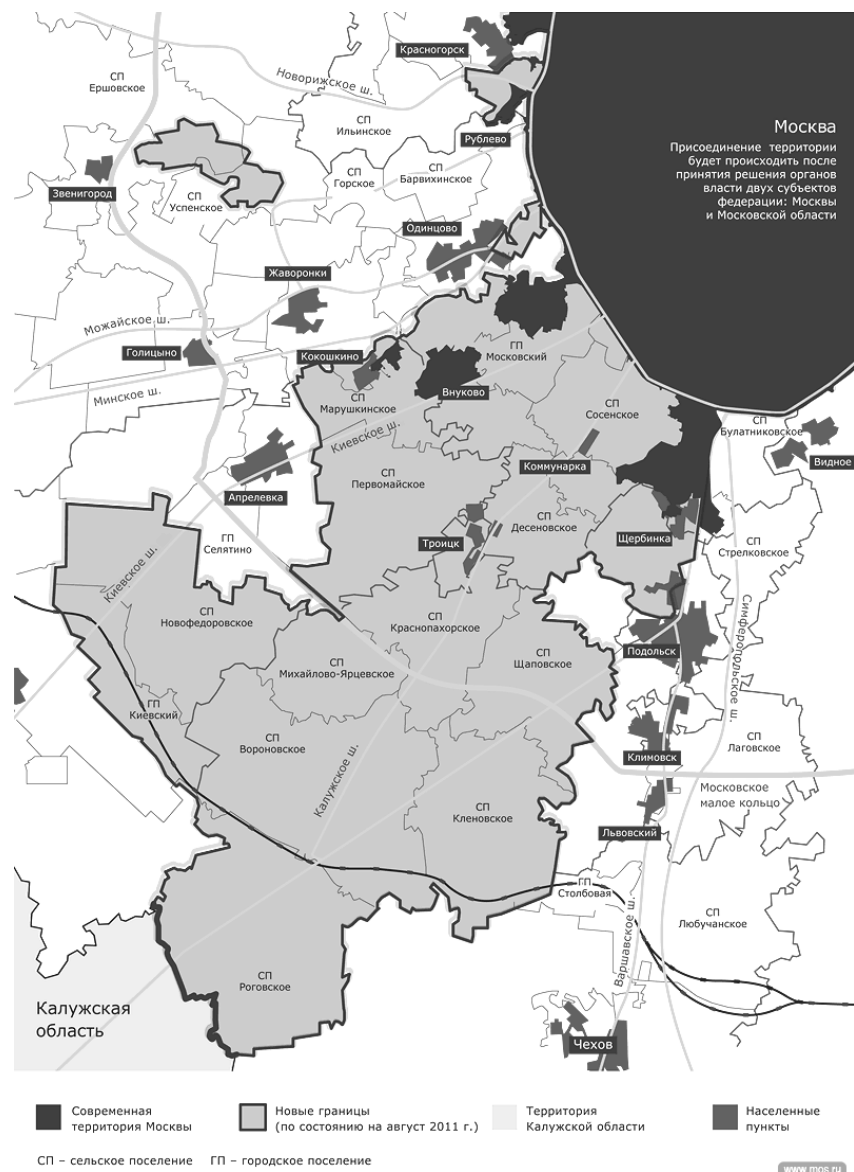 Красногорск
Новорижское ш.
СП
Ершовское
СП
Ильинское
Рублево
Москва
Присоединение территории
будет происходить после
принятия решения органов
власти двух субъектов
федерации: Москвы
и Московской области
Звенигород
СП
Успенское
СП
Горское
СП
Барвихинское
Одинцово
Жаворонки
Можайское ш.
Голицыно
Минское ш.
Кокошкино
ГП
Московский
СП
Марушкинское
Внуково
СП
Сосенское
СП
Булатниковское
Видное
Киевское ш.
Коммунарка
Апрелевка
СП
Первомайское
СП
Десеновское
Троицк
Щербинка
СП
Стрелковское
ГП
Селятино
Киевское ш.
СП
Новофедоровское
СП
Краснопахорское
Симферопольское ш.
СП
Михайлово-Ярцевское
СП
Щаповское
Подольск
ГП
Киевский
СП
Вороновское
Калужское ш.
Климовск
СП
Лаговское
Московское
малое кольцо
СП
Кленовское
Львовский
ГП
Столбовая
Варшавское ш.
СП
Любучанское
СП
Роговское
Калужская
область
Чехов
Современная
территория Москвы
Новые границы
(по состоянию на август 2011 г.)
Территория
Калужской области
Населенные
пункты
СП – сельское поселение ГП – городское поселение
www.mos.ru